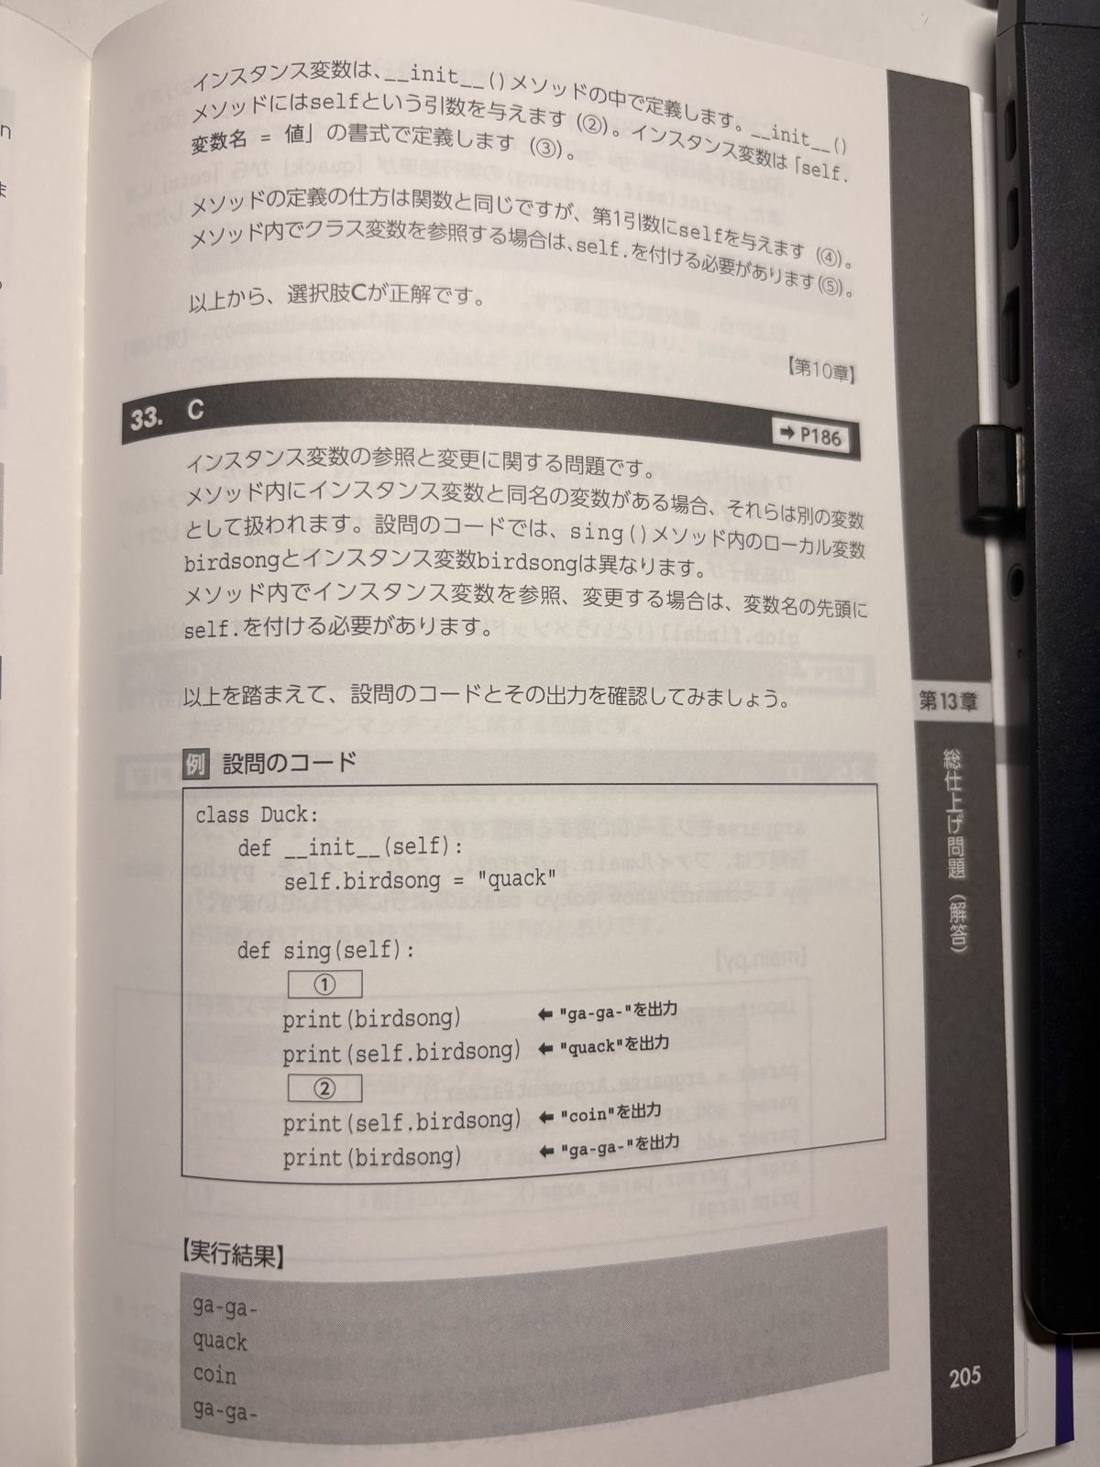 インスタンス変数は、__init__()メソッドの中で定義します。__init__()
メソッドにはselfという引数を与えます（②）。インスタンス変数は「self.
変数名 = 値」の書式で定義します（③）。
メソッドの定義の仕方は関数と同じですが、第1引数にselfを与えます（④）。
メソッド内でクラス変数を参照する場合は、self.を付ける必要があります（⑤）。
以上から、選択肢Cが正解です。
【第10章】
33. C
➡ P186
インスタンス変数の参照と変更に関する問題です。
メソッド内にインスタンス変数と同名の変数がある場合、それらは別の変数
として扱われます。設問のコードでは、sing()メソッド内のローカル変数
birdsongとインスタンス変数birdsongは異なります。
メソッド内でインスタンス変数を参照、変更する場合は、変数名の先頭に
self.を付ける必要があります。
以上を踏まえて、設問のコードとその出力を確認してみましょう。
例 設問のコード
class Duck:
def __init__(self):
self.birdsong = "quack"
def sing(self):
①
print(birdsong) ⬅ "ga-ga-"を出力
print(self.birdsong) ⬅ "quack"を出力
②
print(self.birdsong) ⬅ "coin"を出力
print(birdsong) ⬅ "ga-ga-"を出力
【実行結果】
ga-ga-
quack
coin
ga-ga-
第13章
総仕上げ問題（解答）
205